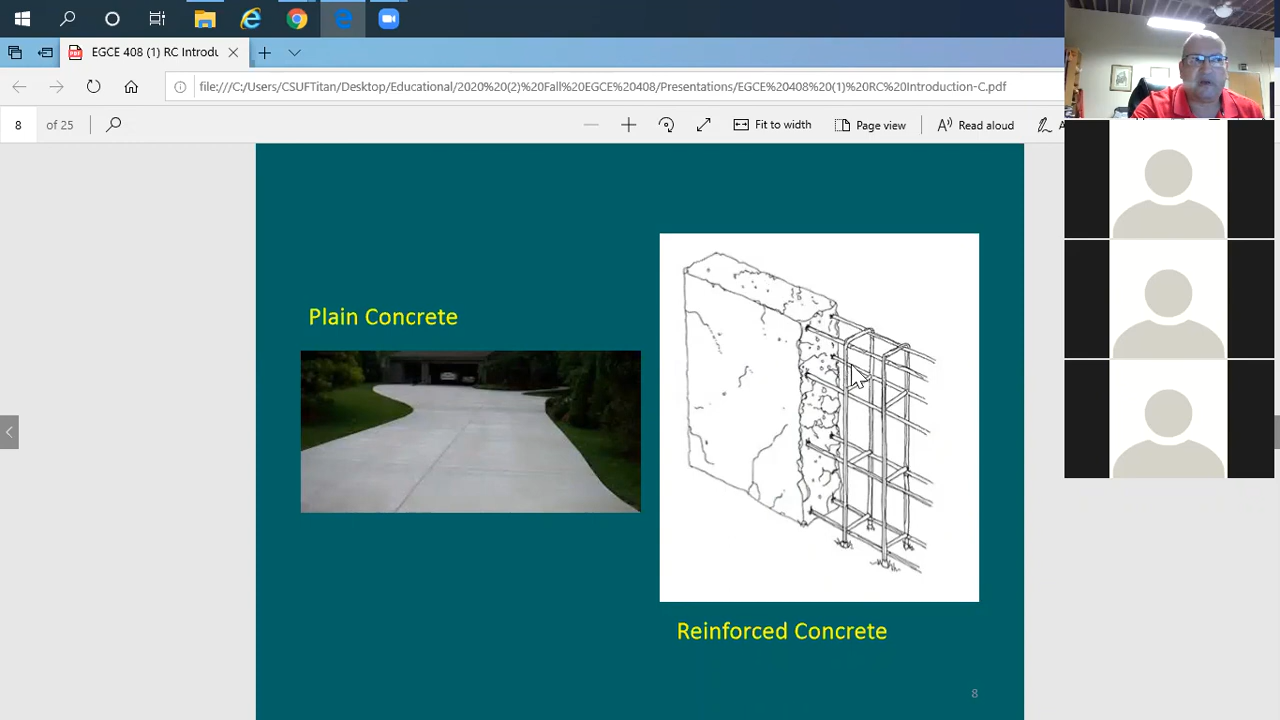 EGCE 408 (1) RC Introdu
file:///C:/Users/CSUFTitan/Desktop/Educational/2020%20(2)%20Fall%20EGCE%20408/Presentations/EGCE%20408%20(1)%20RC%20Introduction-C.pdf
8 of 25
Fit to width
Page view
Read aloud
Plain Concrete
Reinforced Concrete
8